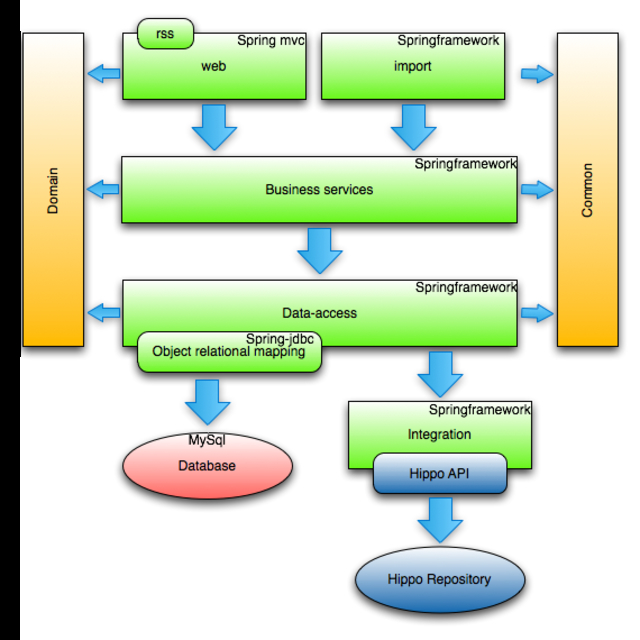 rss
Spring mvc
web
Springframework
import
Domain
Common
Springframework
Business services
Springframework
Data-access
Spring-jdbc
Object relational mapping
MySql
Database
Springframework
Integration
Hippo API
Hippo Repository